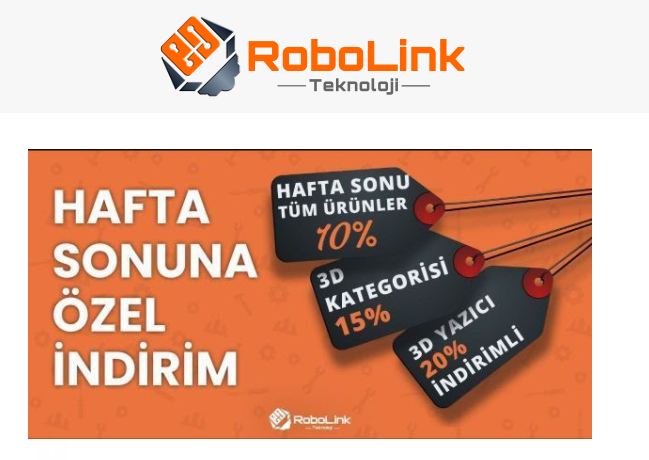 RoboLink
Teknoloji
HAFTA
SONUNA
ÖZEL
İNDİRİM
HAFTA SONU
TÜM ÜRÜNLER
10%
3D
KATEGORİSİ
15%
3D YAZICI
20%
İNDİRİMLİ
RoboLink
Teknoloji